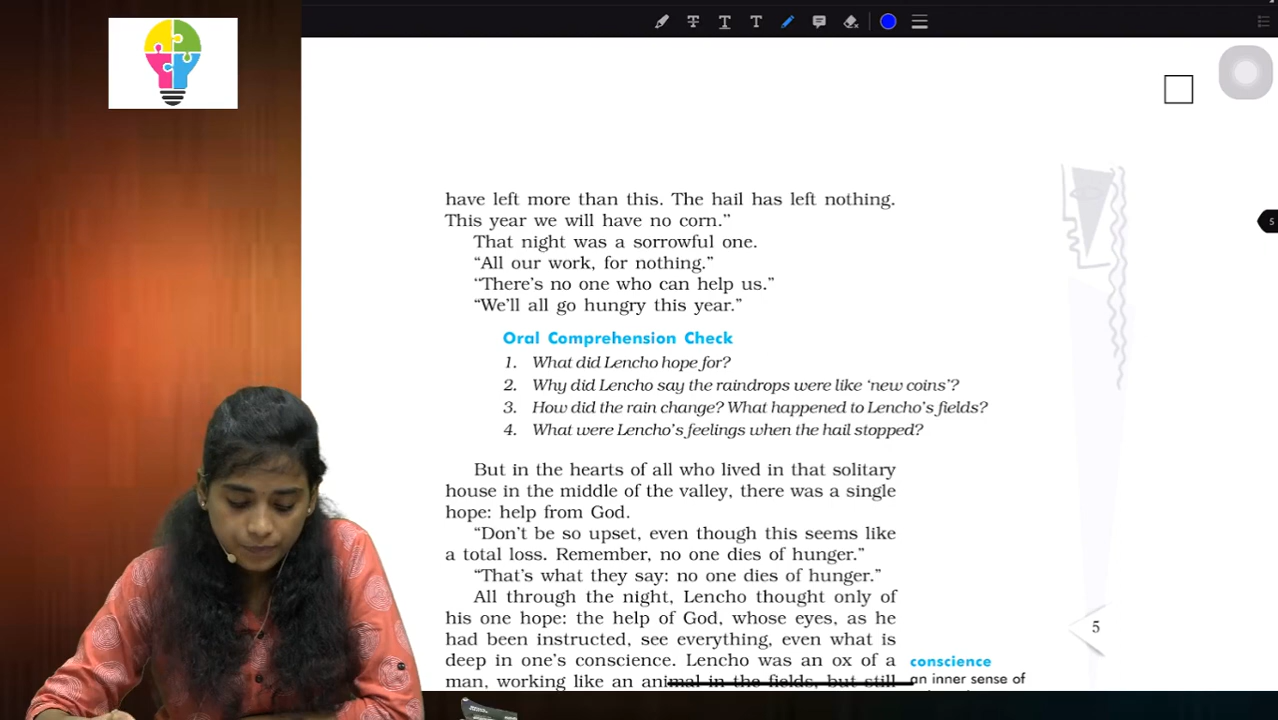 have left more than this. The hail has left nothing.
This year we will have no corn.”
That night was a sorrowful one.
“All our work, for nothing.”
“There’s no one who can help us.”
“We’ll all go hungry this year.”
Oral Comprehension Check
1. What did Lencho hope for?
2. Why did Lencho say the raindrops were like ‘new coins’?
3. How did the rain change? What happened to Lencho’s fields?
4. What were Lencho’s feelings when the hail stopped?
But in the hearts of all who lived in that solitary
house in the middle of the valley, there was a single
hope: help from God.
“Don’t be so upset, even though this seems like
a total loss. Remember, no one dies of hunger.”
“That’s what they say: no one dies of hunger.”
All through the night, Lencho thought only of
his one hope: the help of God, whose eyes, as he
had been instructed, see everything, even what is
deep in one’s conscience. Lencho was an ox of a
man, working like an animal in the fields, but still
conscience
an inner sense of
5
5